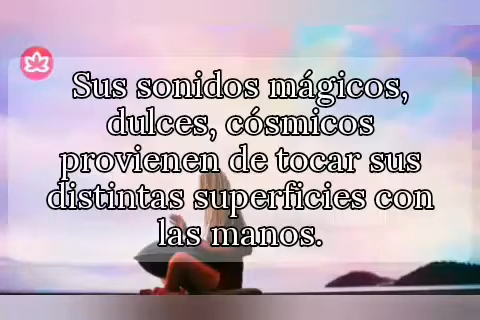 Sus sonidos mágicos,
dulces, cósmicos
provienen de tocar sus
distintas superficies con
las manos.